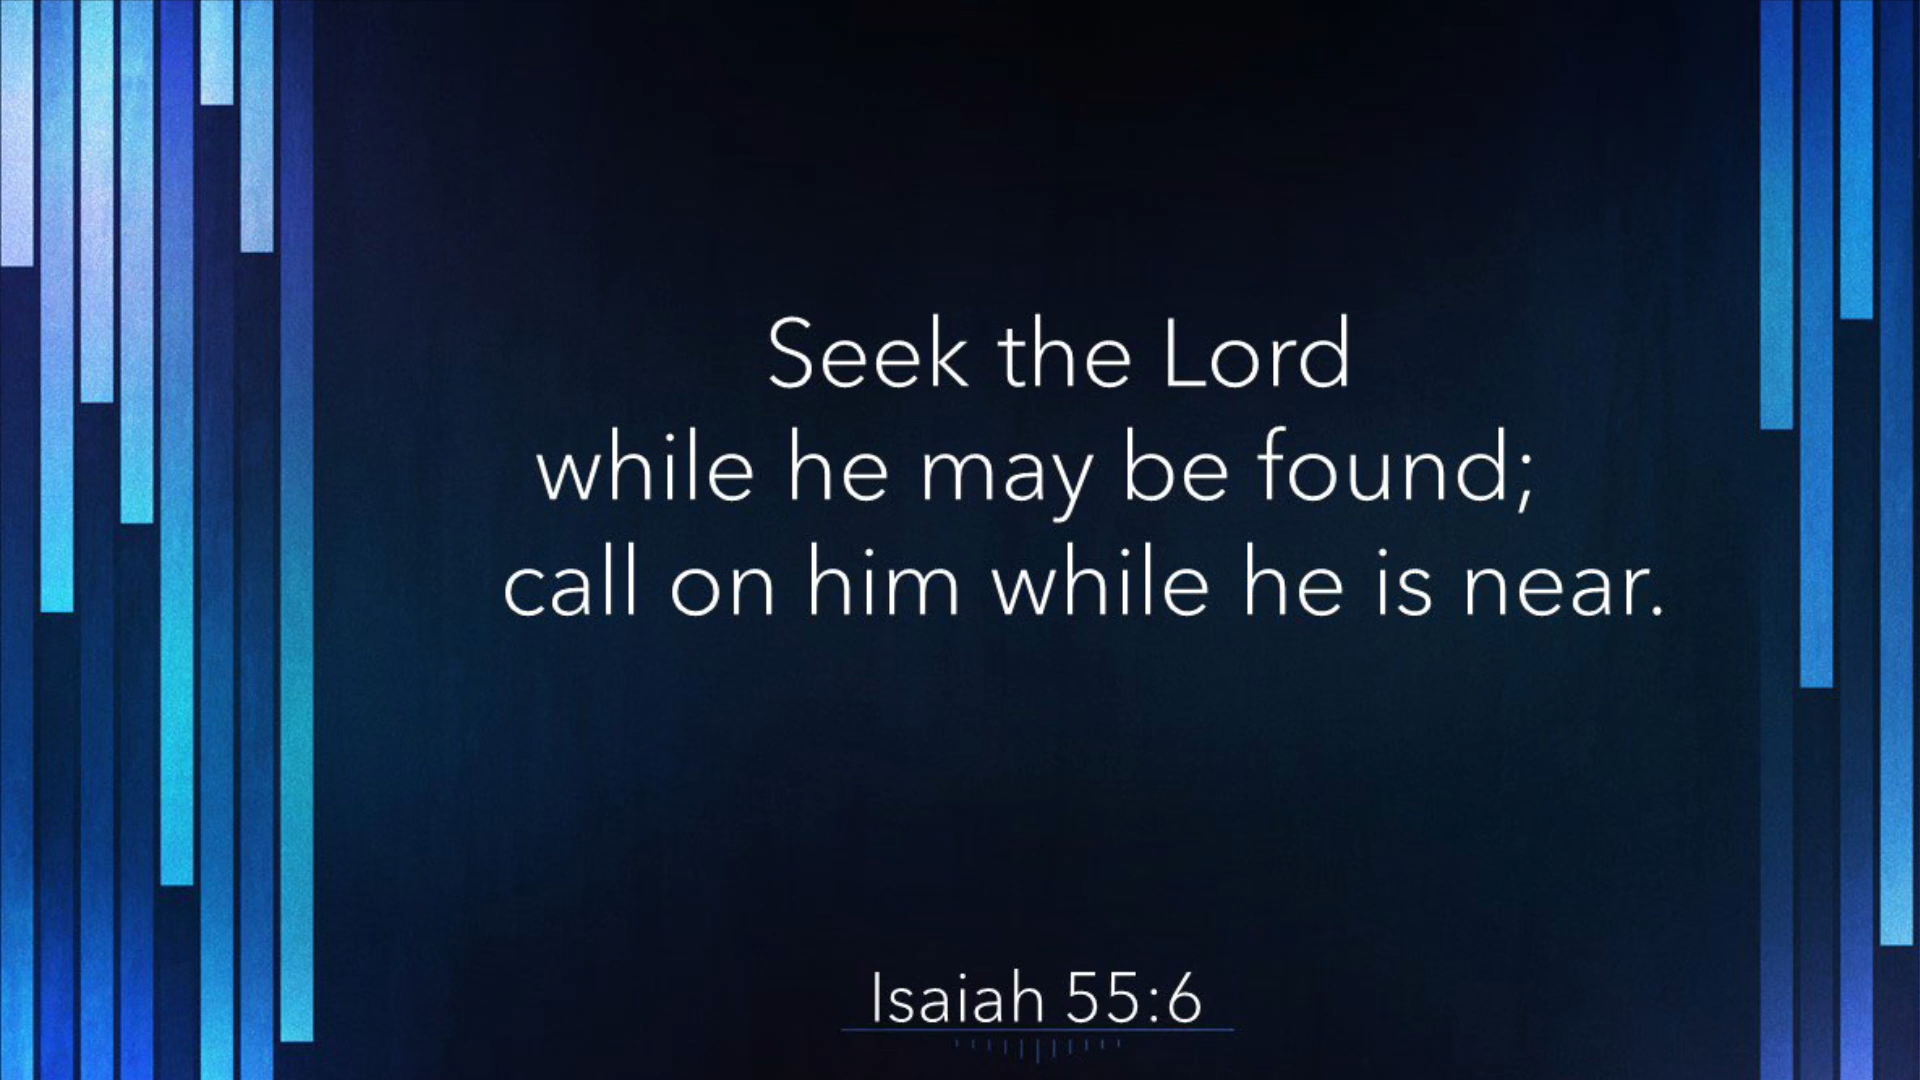 Seek the Lord
while he may be found;
call on him while he is near.
Isaiah 55:6